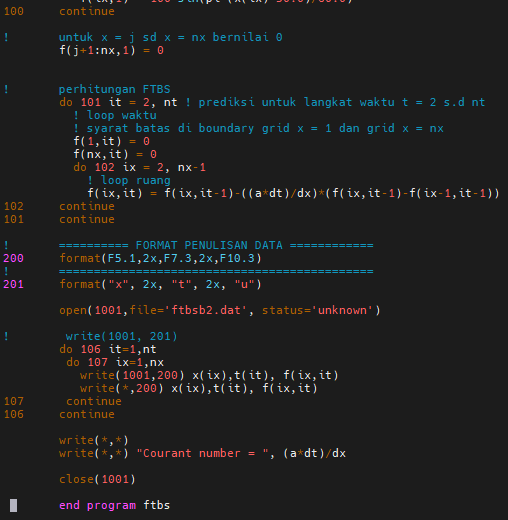 100      continue
!        untuk x = j sd x = nx bernilai 0
         f(j+1:nx,1) = 0
!        perhitungan FTBS
         do 101 it = 2, nt ! prediksi untuk langkat waktu t = 2 s.d nt
           ! loop waktu
           ! syarat batas di boundary grid x = 1 dan grid x = nx
           f(1,it) = 0
           f(nx,it) = 0
           do 102 ix = 2, nx-1
             ! loop ruang
             f(ix,it) = f(ix,it-1)-((a*dt)/dx)*(f(ix,it-1)-f(ix-1,it-1))
102      continue
101      continue
!        ========== FORMAT PENULISAN DATA ============
200      format(F5.1,2x,F7.3,2x,F10.3)
!        =============================================
201      format("x", 2x, "t", 2x, "u")
         open(1001,file='ftbsb2.dat', status='unknown')
!         write(1001, 201)
         do 106 it=1,nt
          do 107 ix=1,nx
            write(1001,200) x(ix),t(it), f(ix,it)
            write(*,200) x(ix),t(it), f(ix,it)
107       continue
106      continue
         write(*,*)
         write(*,*) "Courant number = ", (a*dt)/dx
         close(1001)
         end program ftbs